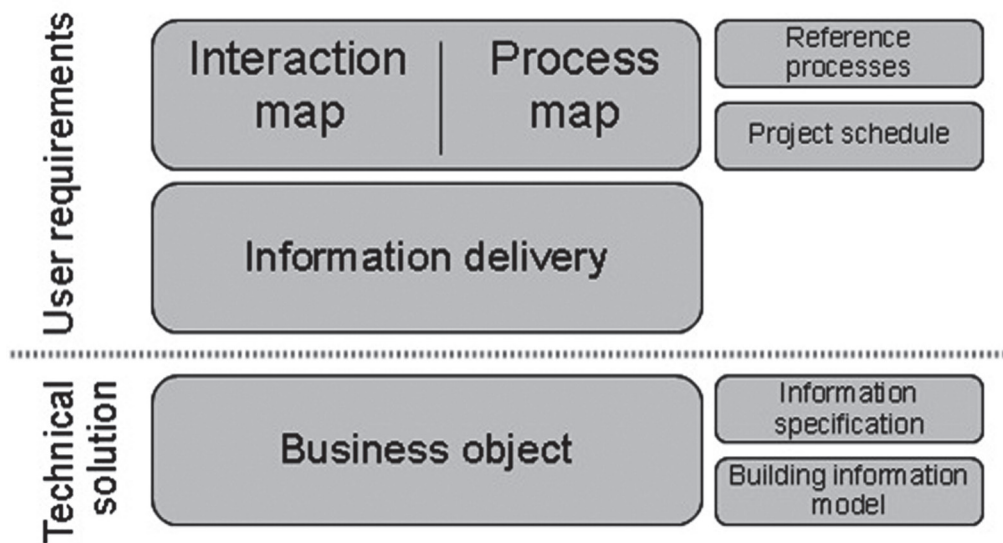 User requirements
Interaction
map
Process
map
Reference
processes
Project schedule
Information delivery
Technical
solution
Business object
Information
specification
Building information
model